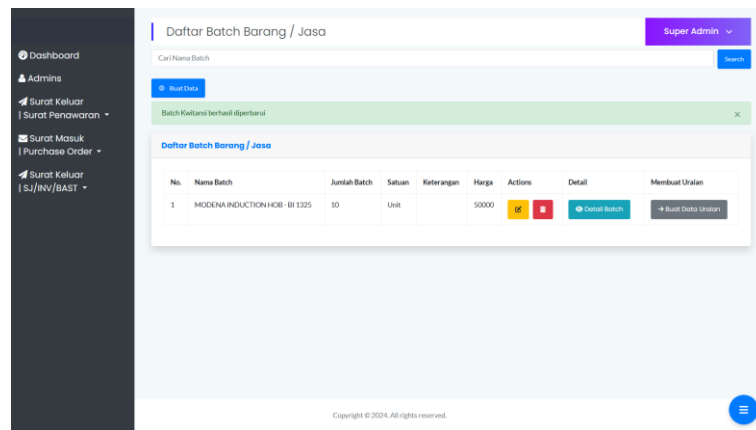 Daftar Batch Barang / Jasa
Super Admin
Dashboard
Admins
Surat Keluar
| Surat Penawaran
Surat Masuk
| Purchase Order
Surat Keluar
| SJ/INV/BAST
Cari Nama Batch
Search
Buat Data
Batch Kwitansi berhasil diperbarui
×
Daftar Batch Barang / Jasa
No. Nama Batch Jumlah Batch Satuan Keterangan Harga Actions Detail Membuat Uraian
1 MODENA INDUCTION HOB - BI 1325 10 Unit 50000 Detail Batch → Buat Data Uraian
Copyright © 2024. All rights reserved.